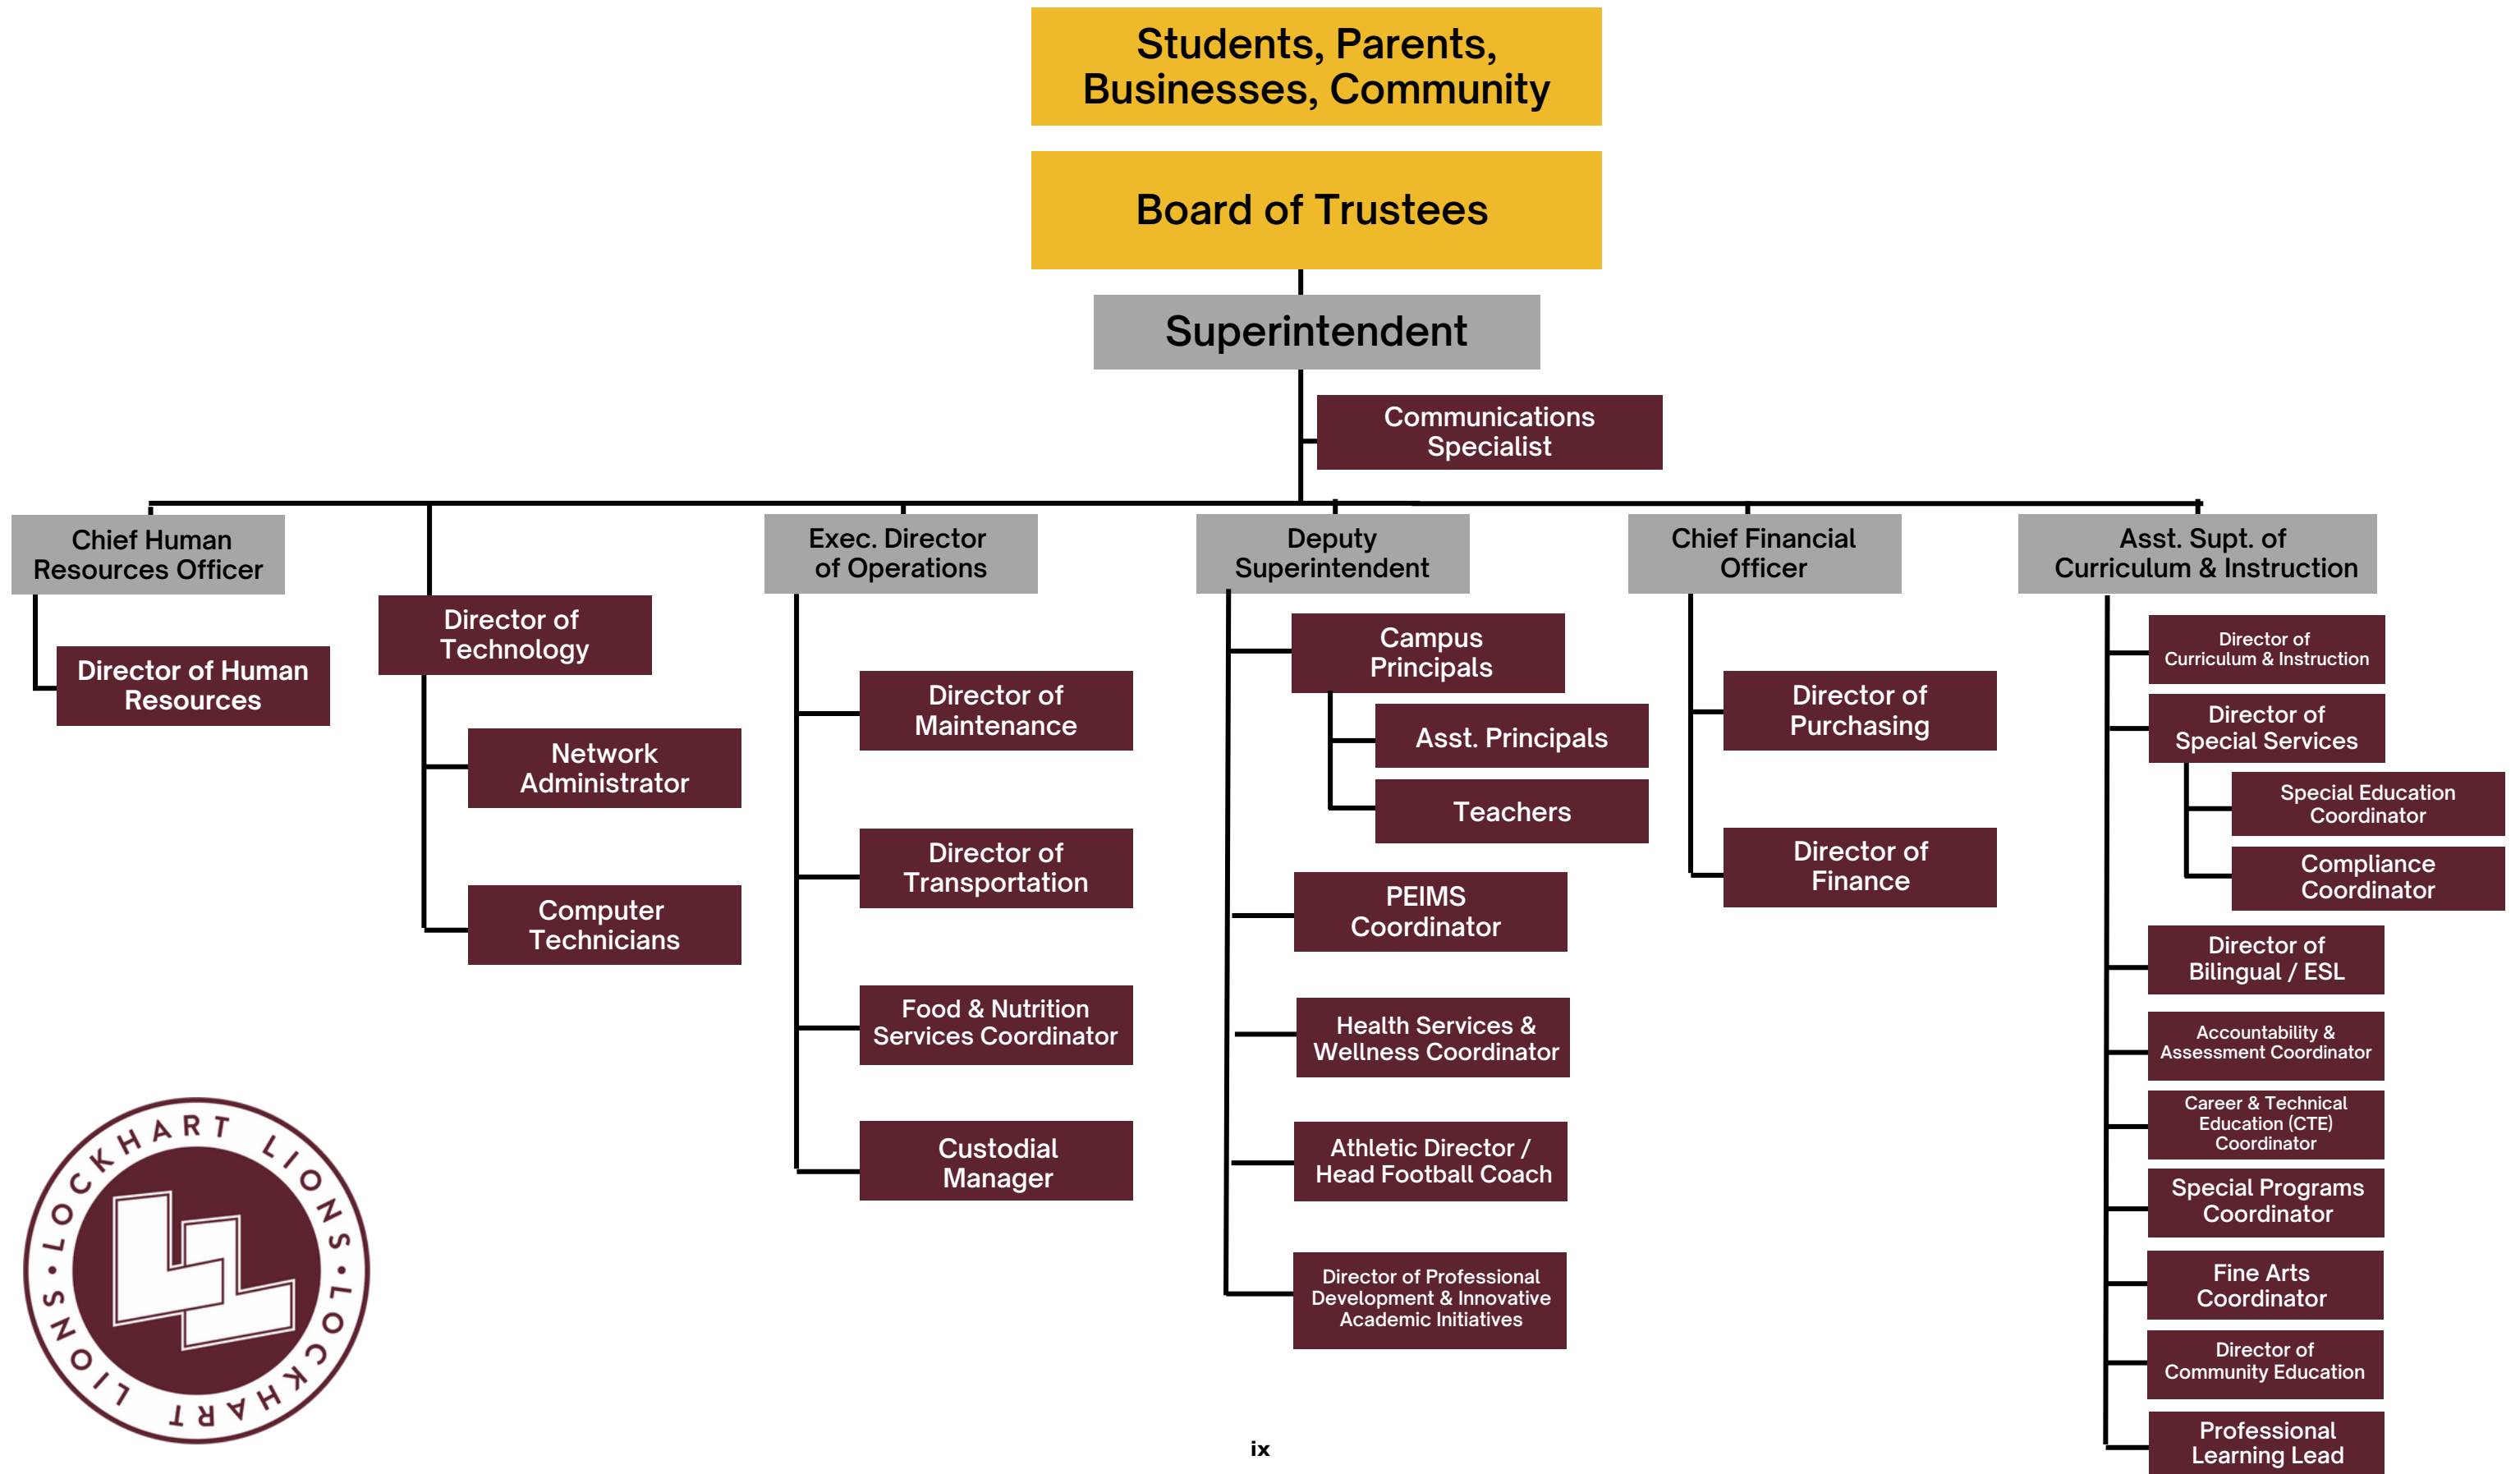 Students, Parents,
Businesses, Community
Board of Trustees
Superintendent
Communications
Specialist
Chief Human
Resources Officer
Director of Human
Resources
Director of
Technology
Network
Administrator
Computer
Technicians
Exec. Director
of Operations
Director of
Maintenance
Director of
Transportation
Food & Nutrition
Services Coordinator
Custodial
Manager
Deputy
Superintendent
Campus
Principals
Asst. Principals
Teachers
PEIMS
Coordinator
Health Services &
Wellness Coordinator
Athletic Director /
Head Football Coach
Director of Professional
Development & Innovative
Academic Initiatives
Chief Financial
Officer
Director of
Purchasing
Director of
Finance
Asst. Supt. of
Curriculum & Instruction
Director of
Curriculum & Instruction
Director of
Special Services
Special Education
Coordinator
Compliance
Coordinator
Director of
Bilingual / ESL
Accountability &
Assessment Coordinator
Career & Technical
Education (CTE)
Coordinator
Special Programs
Coordinator
Fine Arts
Coordinator
Director of
Community Education
Professional
Learning Lead
LOCKHART LIONS • LOCKHART LIONS •
LL
ix